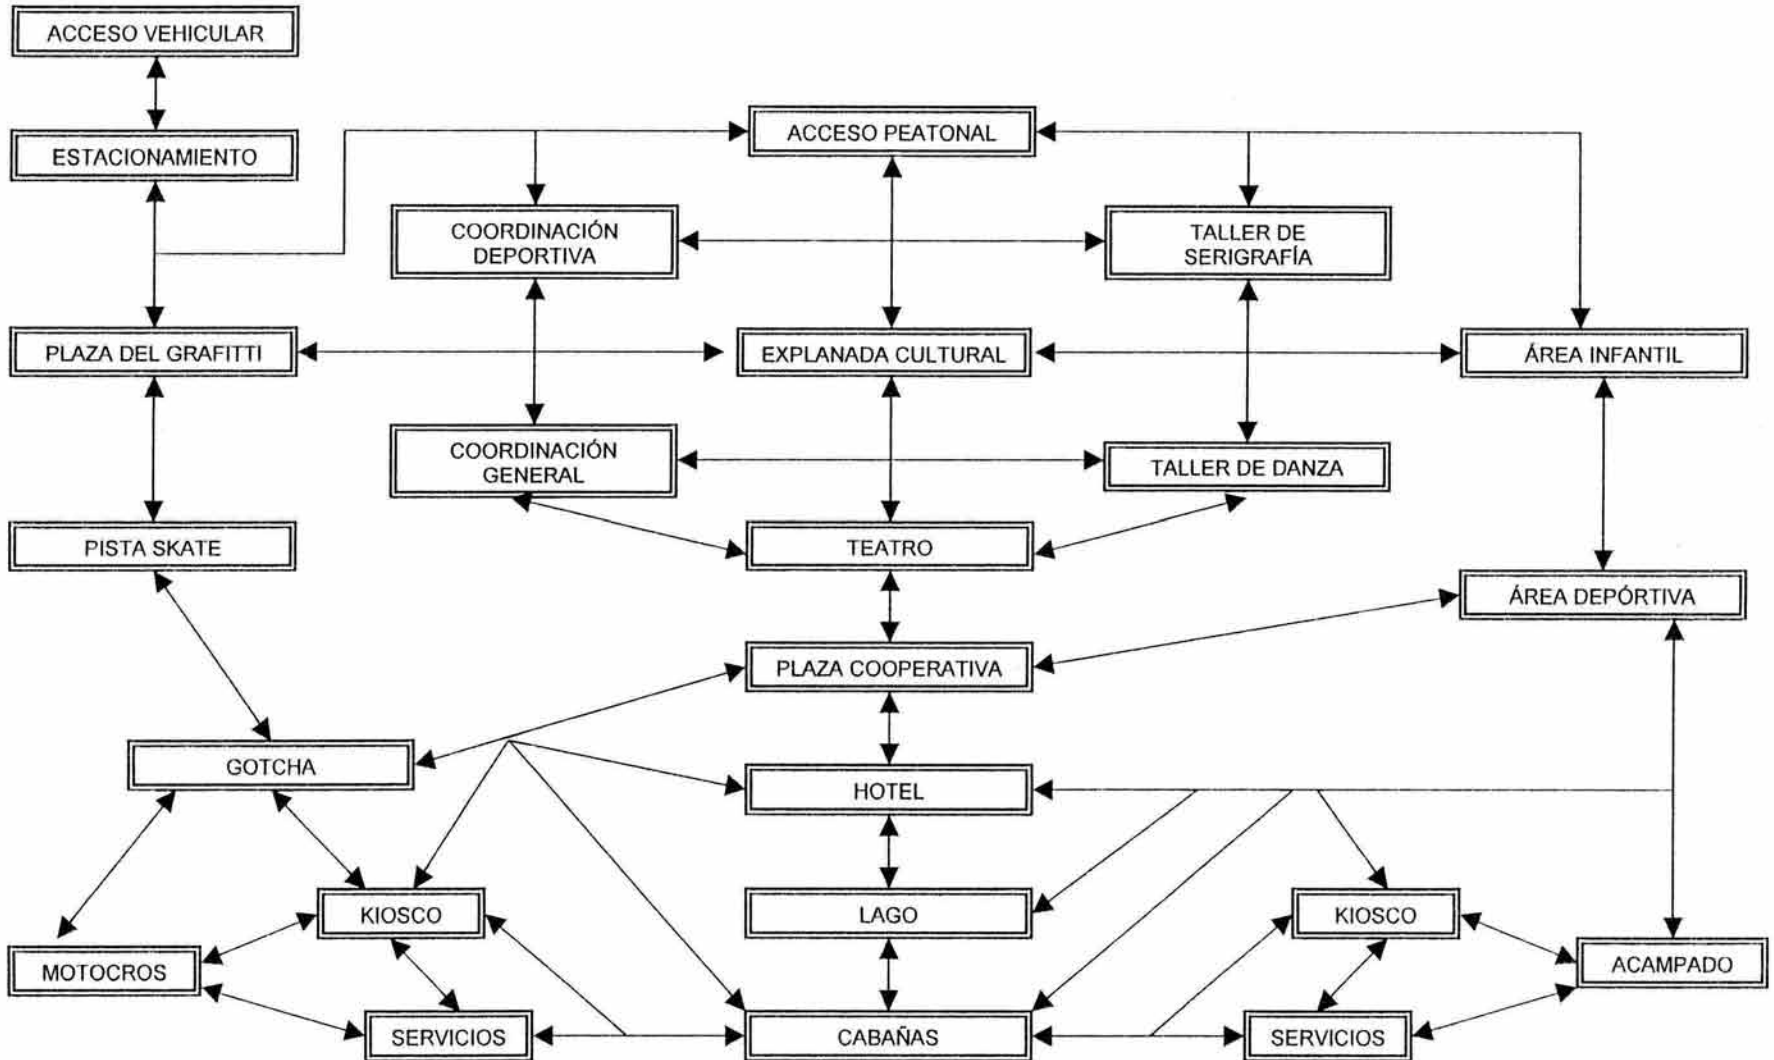 ACCESO VEHICULAR
ESTACIONAMIENTO
ACCESO PEATONAL
COORDINACIÓN
DEPORTIVA
TALLER DE
SERIGRAFÍA
PLAZA DEL GRAFITTI
EXPLANADA CULTURAL
ÁREA INFANTIL
COORDINACIÓN
GENERAL
TALLER DE DANZA
PISTA SKATE
TEATRO
ÁREA DEPÓRTIVA
PLAZA COOPERATIVA
GOTCHA
HOTEL
KIOSCO
LAGO
KIOSCO
MOTOCROS
ACAMPADO
SERVICIOS
CABAÑAS
SERVICIOS